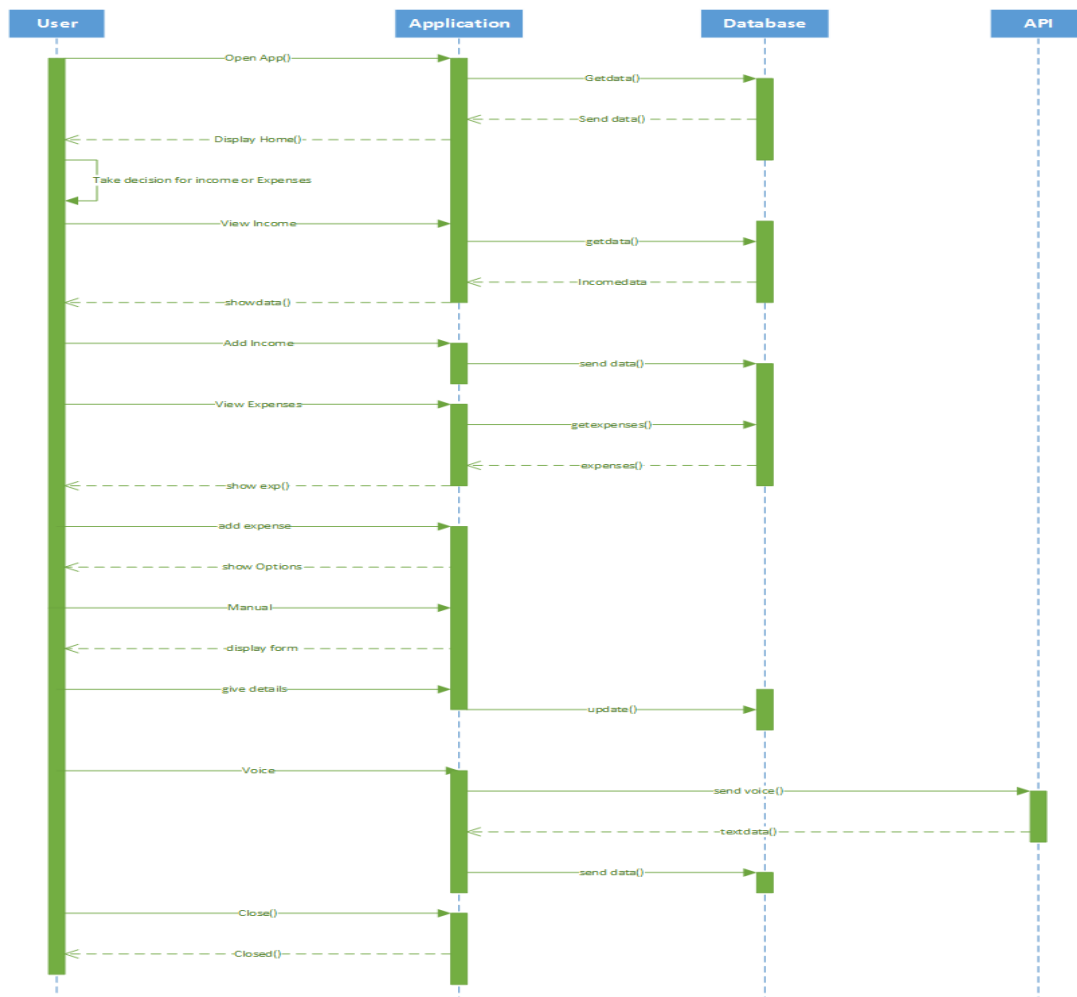 User
Application
Database
API
Open App()
Getdata()
Send data()
Display Home()
Take decision for income or Expenses
View Income
getdata()
Incomedata
showdata()
Add Income
send data()
View Expenses
getexpenses()
expenses()
show exp()
add expense
show Options
Manual
display form
give details
update()
Voice
send voice()
textdata()
send data()
Close()
Closed()